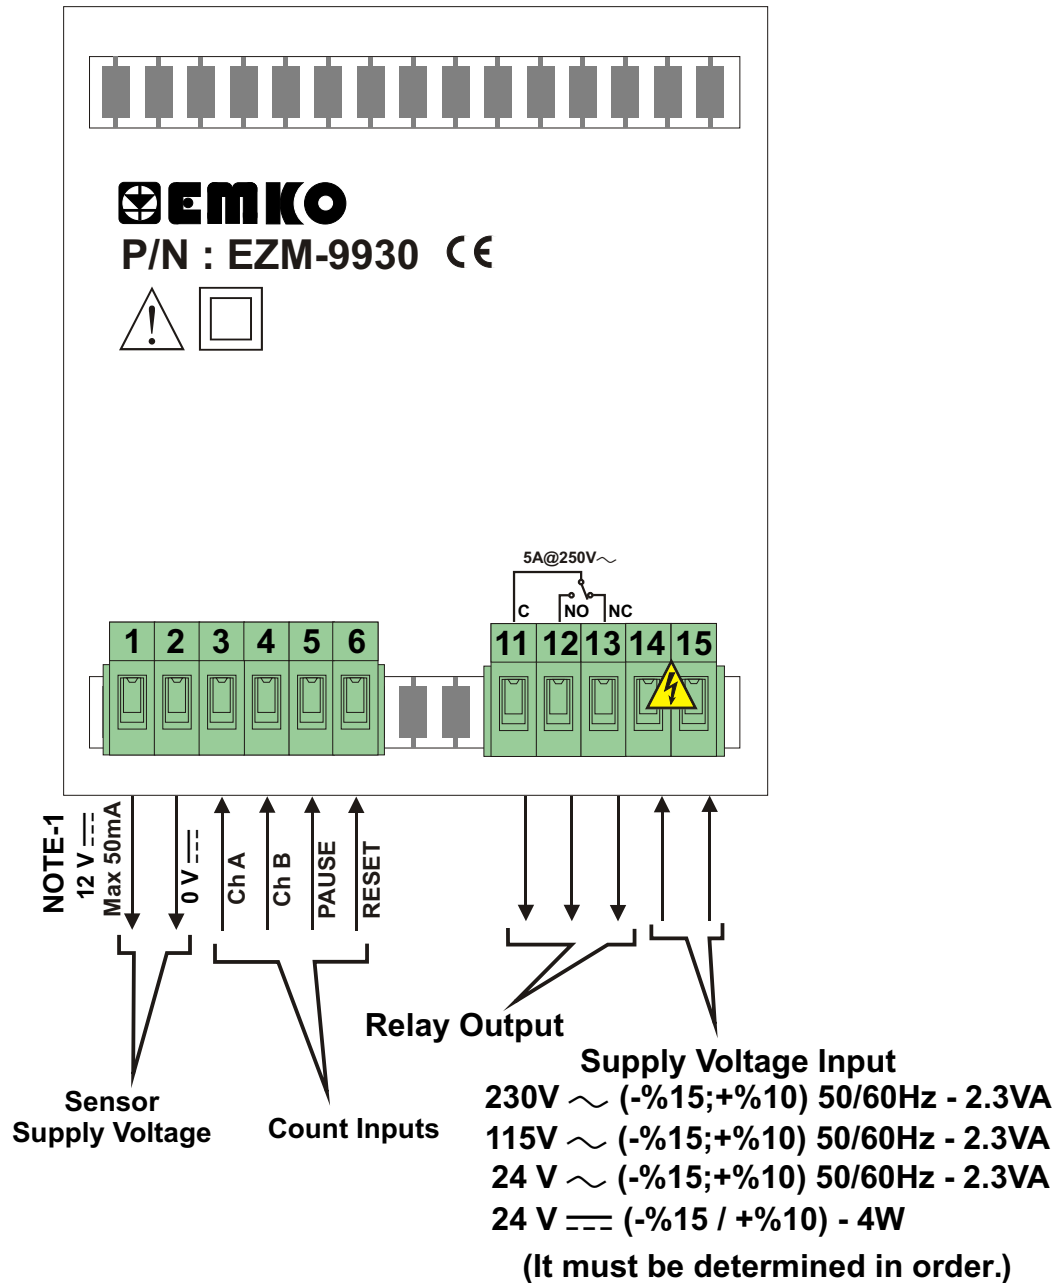 EMKO
P/N : EZM-9930 CE
5A@250V~
C NO NC
1 2 3 4 5 6
11 12 13 14 15
NOTE-1
12 V ⎓
Max 50mA
0 V ⎓
Ch A
Ch B
PAUSE
RESET
Sensor
Supply Voltage
Count Inputs
Relay Output
Supply Voltage Input
230V ~ (-%15;+%10) 50/60Hz - 2.3VA
115V ~ (-%15;+%10) 50/60Hz - 2.3VA
24 V ~ (-%15;+%10) 50/60Hz - 2.3VA
24 V ⎓ (-%15 / +%10) - 4W
(It must be determined in order.)